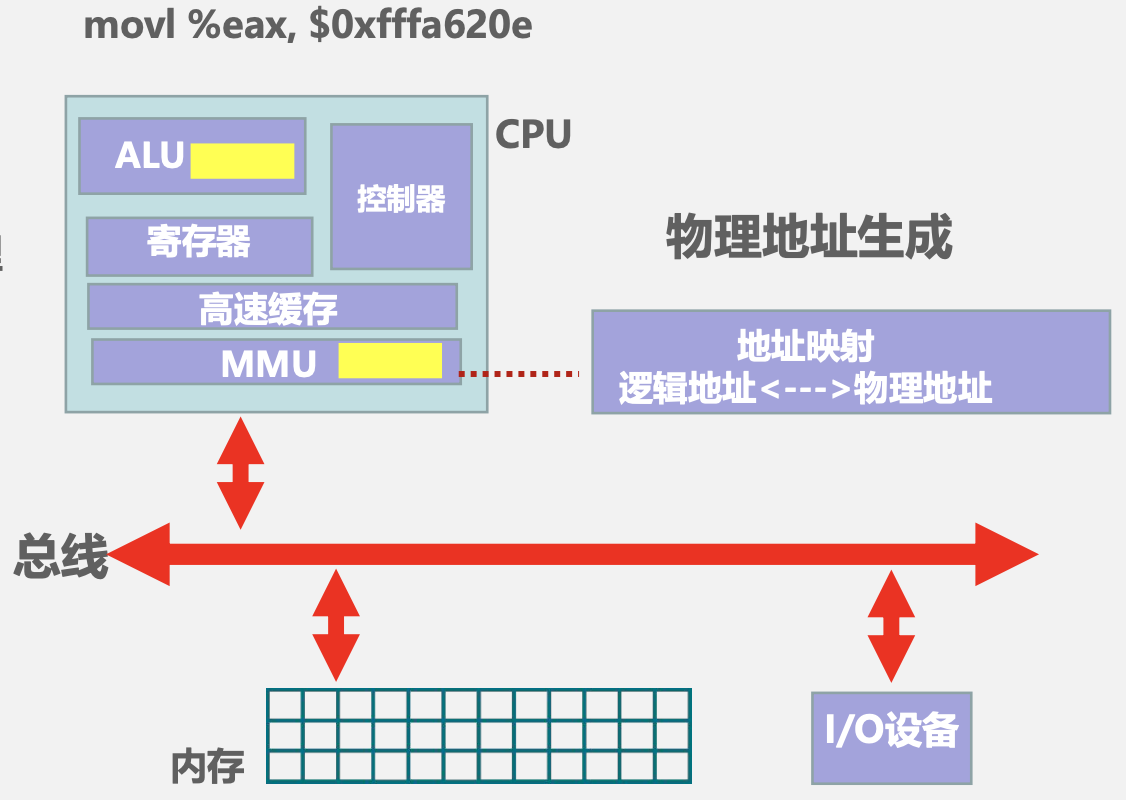 movl %eax, $0xfffa620e
CPU
ALU
控制器
寄存器
高速缓存
MMU
物理地址生成
地址映射
逻辑地址<--->物理地址
总线
内存
I/O设备